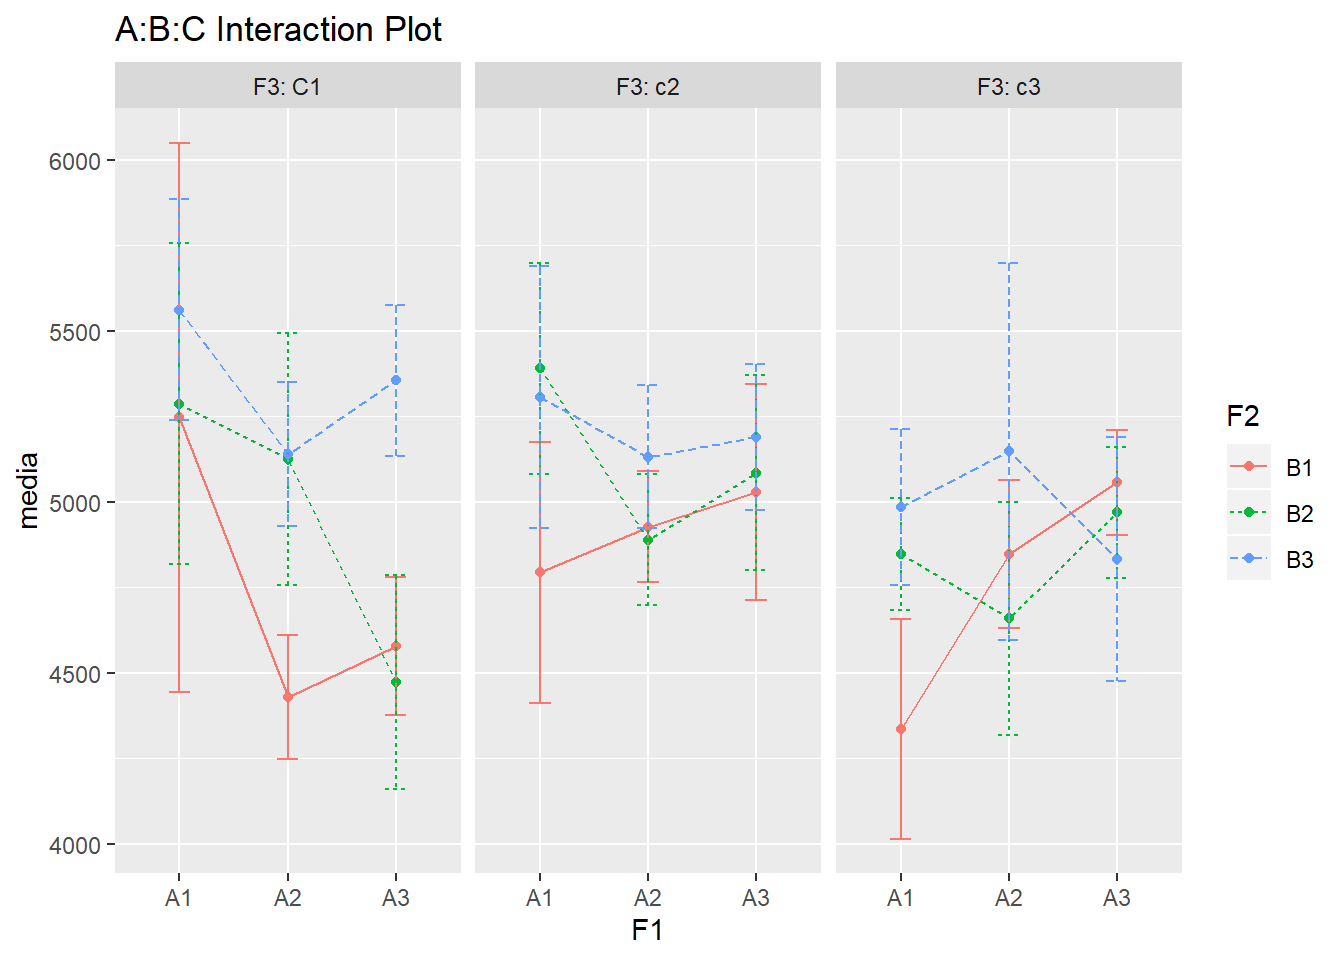 A:B:C Interaction Plot
F3: C1
F3: c2
F3: c3
6000
5500
5000
4500
4000
media
A1 A2 A3
A1 A2 A3
A1 A2 A3
F1
F2
B1
B2
B3